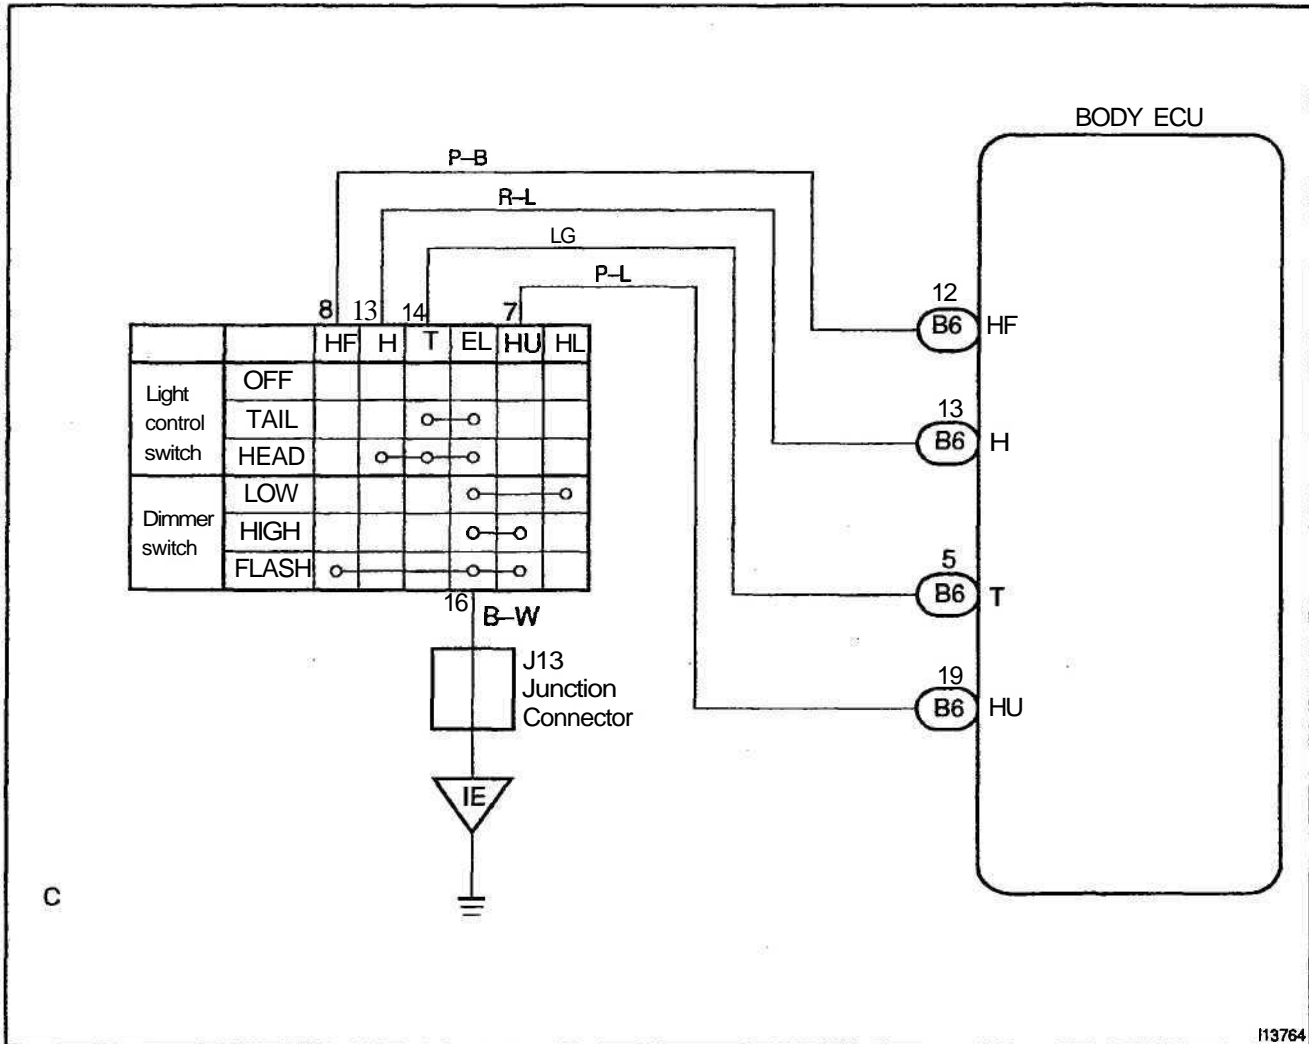 BODY ECU
P–B
R–L
LG
P–L
8 13 14 7
HF H T EL HU HL
Light
control
switch
OFF
TAIL
HEAD
Dimmer
switch
LOW
HIGH
FLASH
12
B6 HF
13
B6 H
5
B6 T
19
B6 HU
16
B–W
J13
Junction
Connector
IE
C
I13764